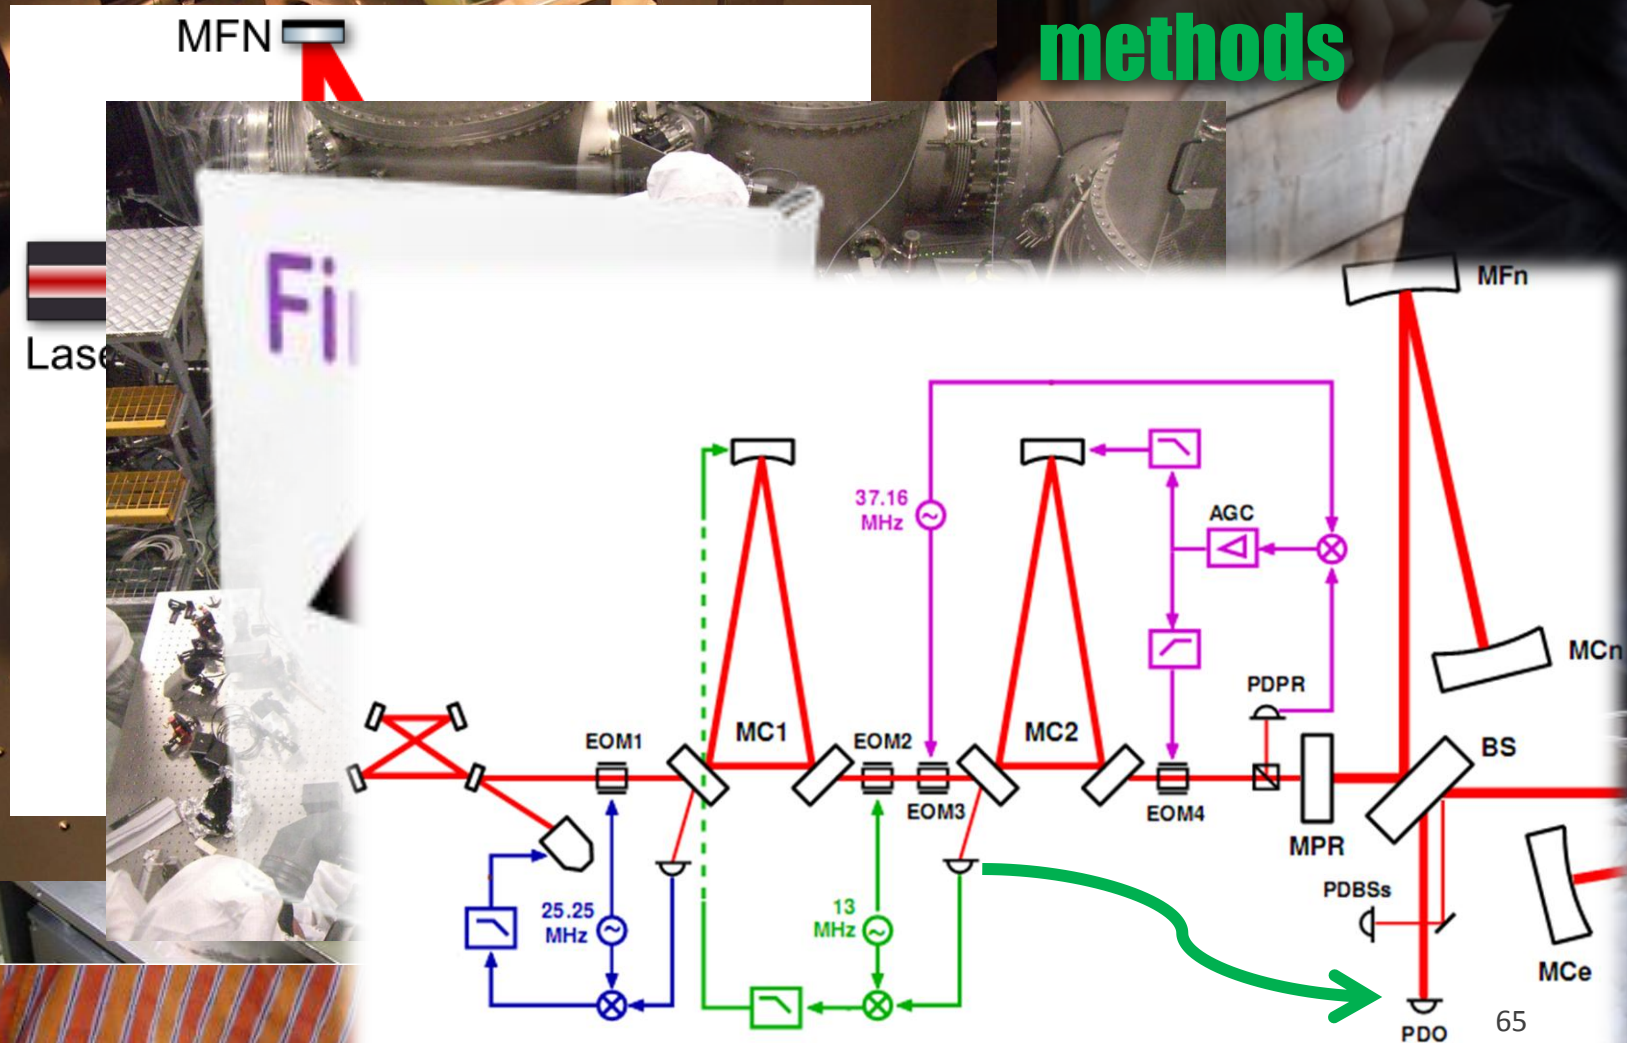 MFN
methods
Fi
MFn
Lase
37.16
MHz
AGC
MCn
PDPR
MC1
MC2
BS
EOM1
EOM2
EOM3
EOM4
MPR
PDBSs
25.25
MHz
13
MHz
MCe
65
PDO